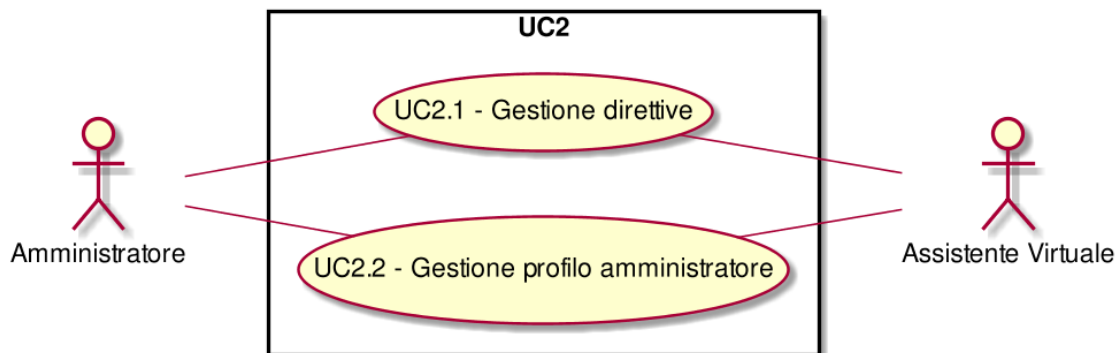 UC2
UC2.1 - Gestione direttive
UC2.2 - Gestione profilo amministratore
Amministratore
Assistente Virtuale